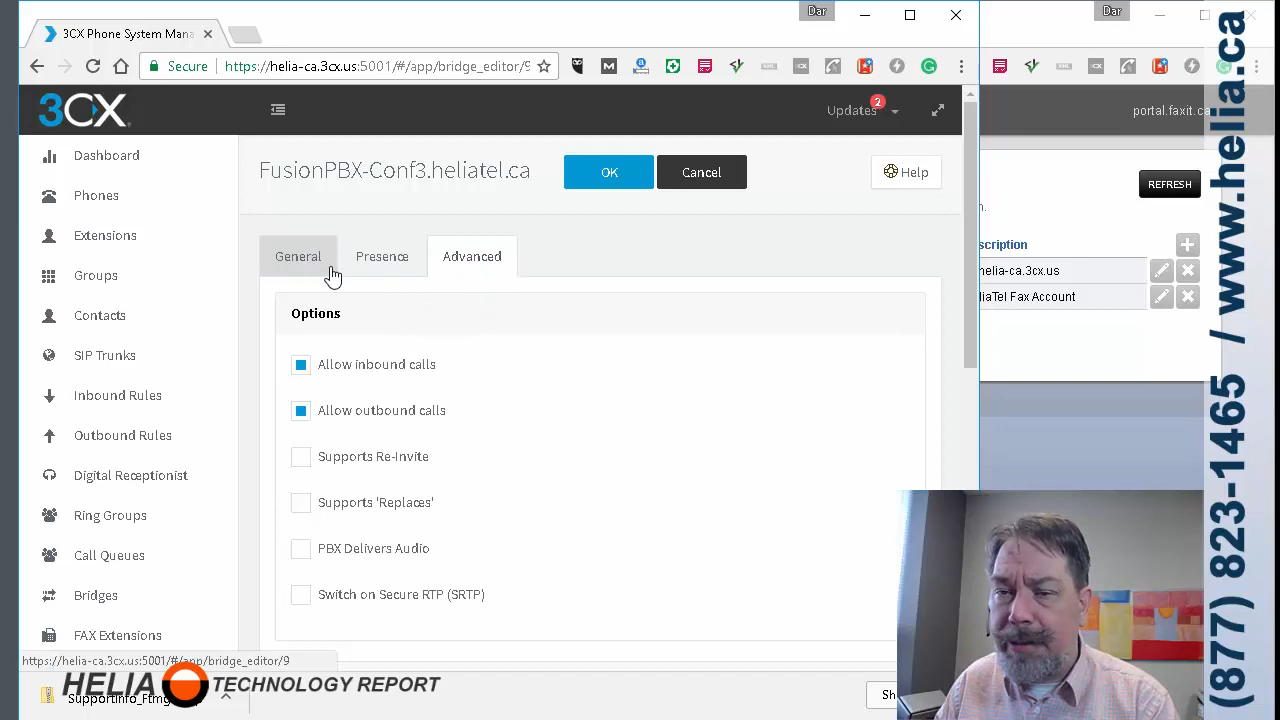 3CX Phone System Mana
Dar
Dar
Secure
https://helia-ca.3cx.us:5001/#/app/bridge_editor/9
3CX
Updates
2
portal.faxit.ca
Dashboard
Phones
Extensions
Groups
Contacts
SIP Trunks
Inbound Rules
Outbound Rules
Digital Receptionist
Ring Groups
Call Queues
Bridges
FAX Extensions
FusionPBX-Conf3.heliatel.ca
OK
Cancel
Help
General
Presence
Advanced
Options
Allow inbound calls
Allow outbound calls
Supports Re-Invite
Supports 'Replaces'
PBX Delivers Audio
Switch on Secure RTP (SRTP)
REFRESH
n.
scription
helia-ca.3cx.us
liaTel Fax Account
https://helia-ca.3cx.us:5001/#/app/bridge_editor/9
HELIA TECHNOLOGY REPORT
SupportInfo_Ftmg
Sh
(877) 823-1465 / www.helia.ca